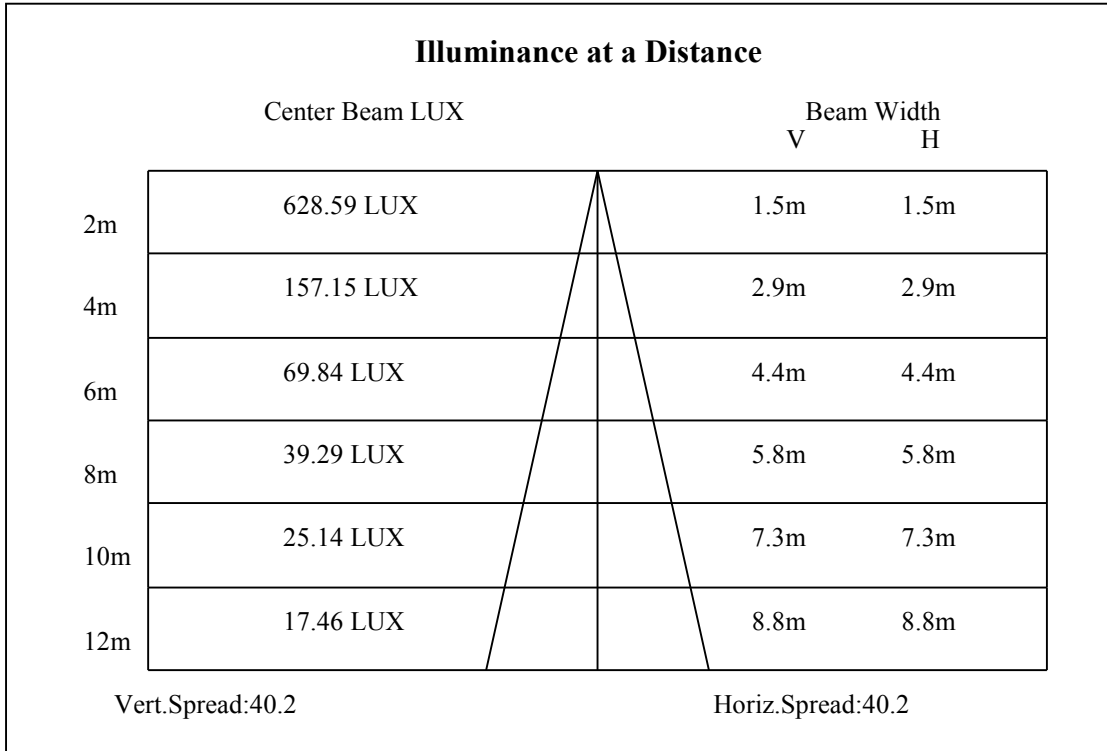 Illuminance at a Distance
Center Beam LUX Beam Width
V H
2m 628.59 LUX 1.5m 1.5m
4m 157.15 LUX 2.9m 2.9m
6m 69.84 LUX 4.4m 4.4m
8m 39.29 LUX 5.8m 5.8m
10m 25.14 LUX 7.3m 7.3m
12m 17.46 LUX 8.8m 8.8m
Vert.Spread:40.2 Horiz.Spread:40.2